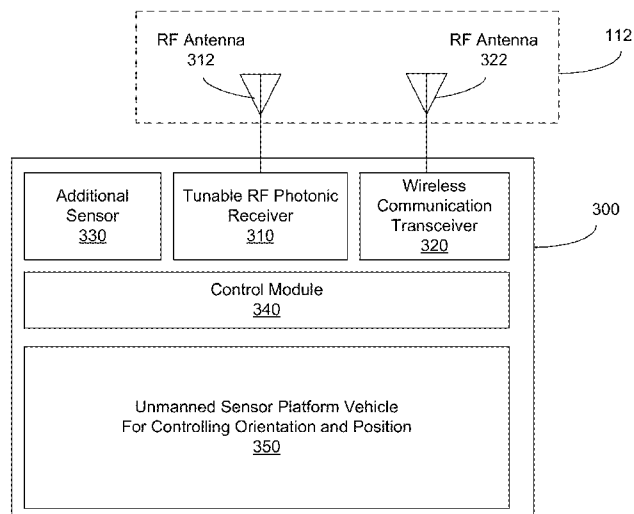 RF Antenna
312
RF Antenna
322
112
Additional
Sensor
330
Tunable RF Photonic
Receiver
310
Wireless
Communication
Transceiver
320
300
Control Module
340
Unmanned Sensor Platform Vehicle
For Controlling Orientation and Position
350